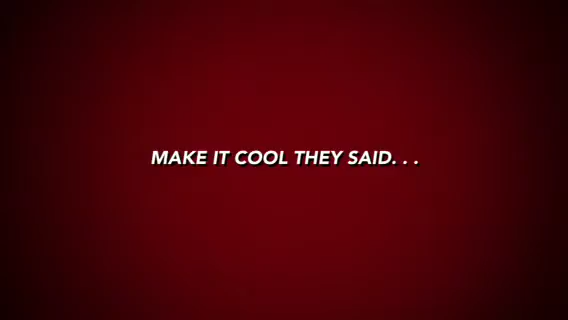 MAKE IT COOL THEY SAID. . .